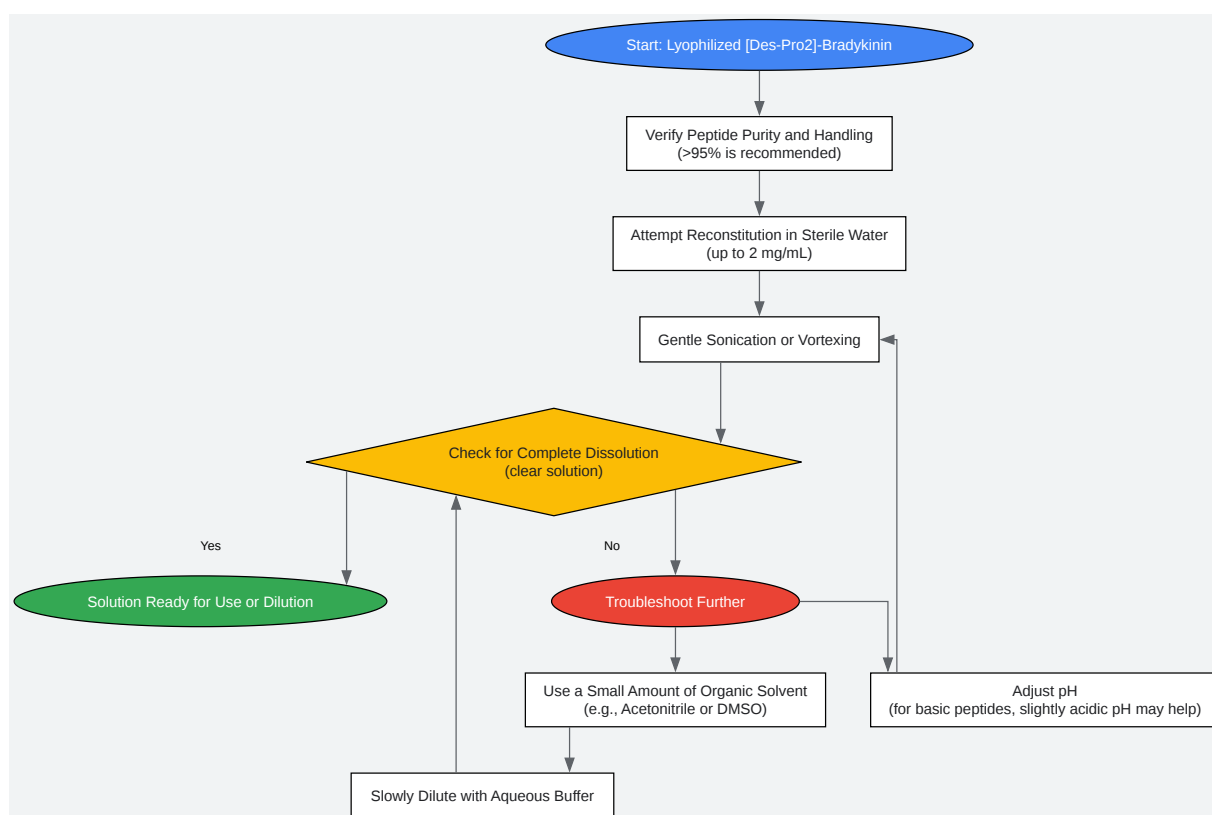 Start: Lyophilized [Des-Pro2]-Bradykinin
Verify Peptide Purity and Handling
(>95% is recommended)
Attempt Reconstitution in Sterile Water
(up to 2 mg/mL)
Gentle Sonication or Vortexing
Check for Complete Dissolution
(clear solution)
Yes
No
Solution Ready for Use or Dilution
Troubleshoot Further
Use a Small Amount of Organic Solvent
(e.g., Acetonitrile or DMSO)
Adjust pH
(for basic peptides, slightly acidic pH may help)
Slowly Dilute with Aqueous Buffer